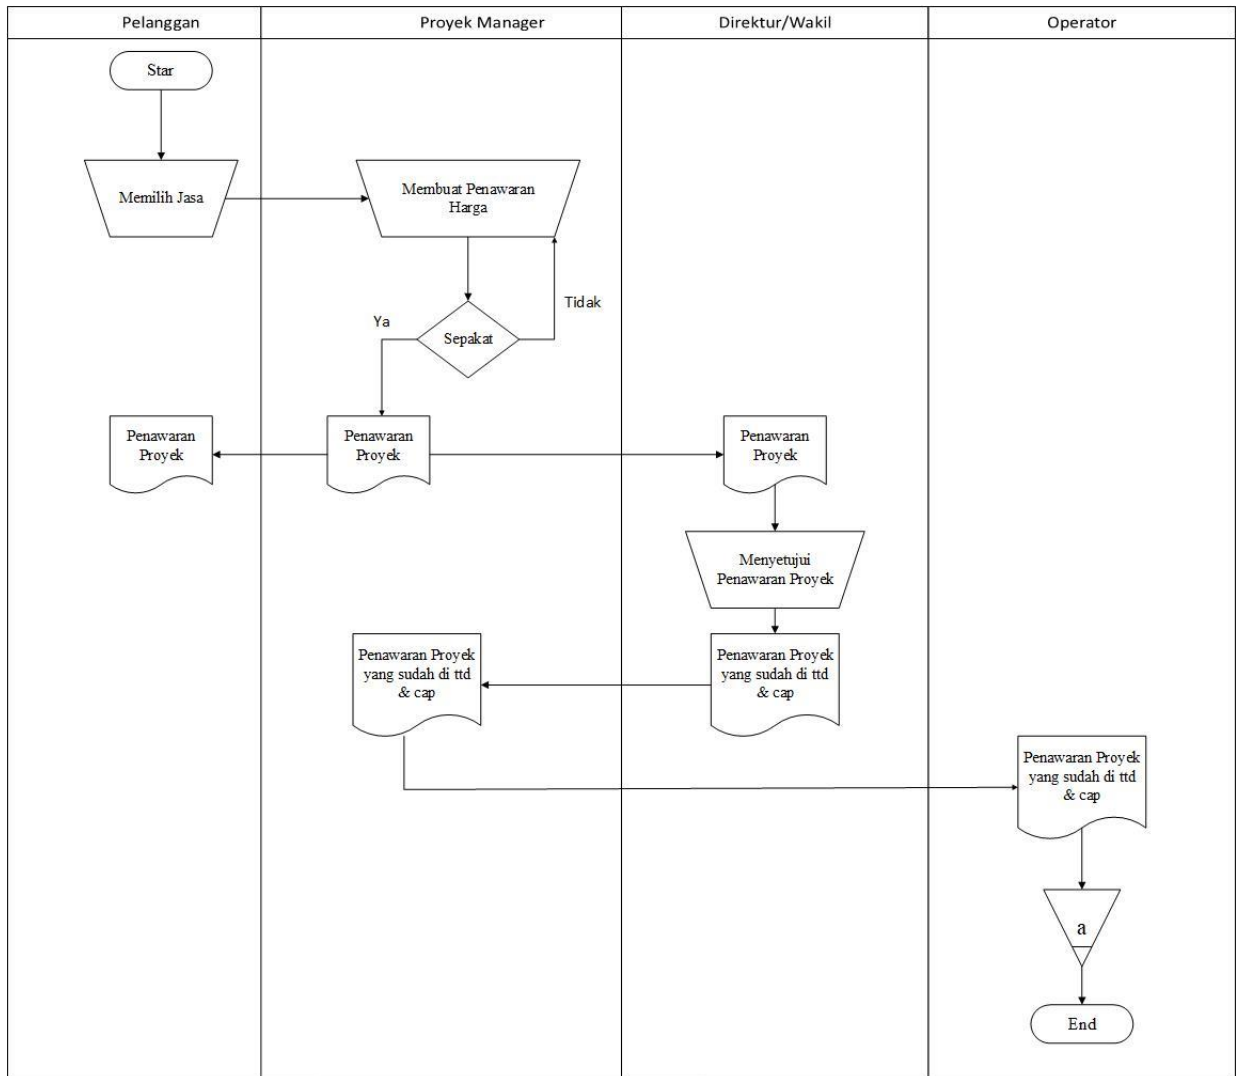 Pelanggan
Proyek Manager
Direktur/Wakil
Operator
Star
Memilih Jasa
Membuat Penawaran
Harga
Tidak
Ya
Sepakat
Penawaran
Proyek
Penawaran
Proyek
Penawaran
Proyek
Menyetujui
Penawaran Proyek
Penawaran Proyek
yang sudah di ttd
& cap
Penawaran Proyek
yang sudah di ttd
& cap
Penawaran Proyek
yang sudah di ttd
& cap
a
End